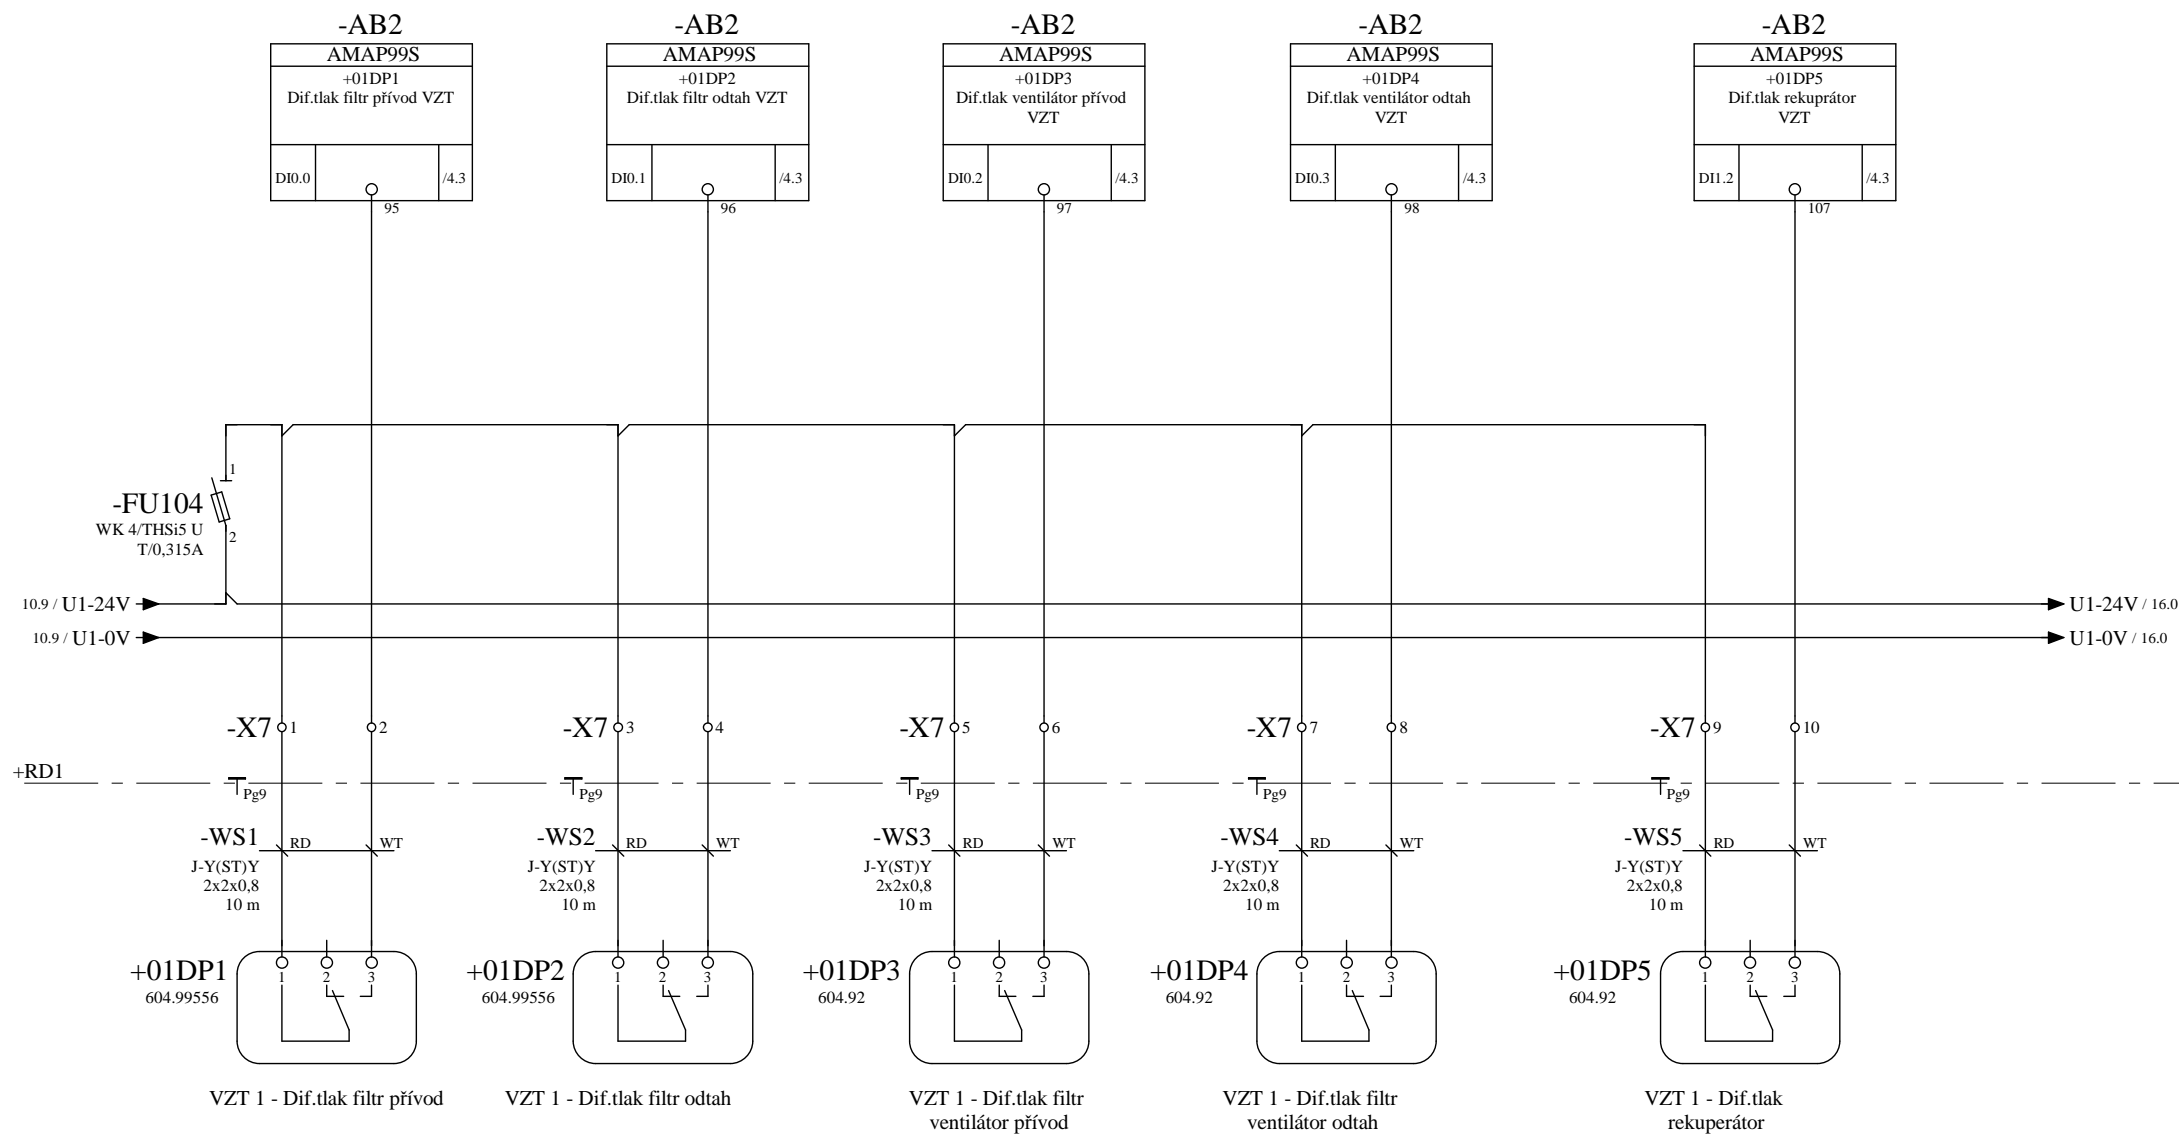 -AB2 -AB2 -AB2 -AB2 -AB2
AMAP99S AMAP99S AMAP99S AMAP99S AMAP99S
+01DP1 +01DP2 +01DP3 +01DP4 +01DP5
Dif.tlak filtr přívod VZT Dif.tlak filtr odtah VZT Dif.tlak ventilátor přívod Dif.tlak ventilátor odtah Dif.tlak rekuprátor
VZT VZT VZT
DI0.0 /4.3 DI0.1 /4.3 DI0.2 /4.3 DI0.3 /4.3 DI1.2 /4.3
95 96 97 98 107
1
-FU104
WK 4/THSi5 U
2
T/0,315A
10.9 / U1-24V U1-24V / 16.0
10.9 / U1-0V U1-0V / 16.0
-X7 1 2 -X7 3 4 -X7 5 6 -X7 7 8 -X7 9 10
+RD1
Pg9 Pg9 Pg9 Pg9 Pg9
-WS1 RD WT -WS2 RD WT -WS3 RD WT -WS4 RD WT -WS5 RD WT
J-Y(ST)Y J-Y(ST)Y J-Y(ST)Y J-Y(ST)Y J-Y(ST)Y
2x2x0,8 2x2x0,8 2x2x0,8 2x2x0,8 2x2x0,8
10 m 10 m 10 m 10 m 10 m
+01DP1 1 2 3 +01DP2 1 2 3 +01DP3 1 2 3 +01DP4 1 2 3 +01DP5 1 2 3
604.99556 604.99556 604.92 604.92 604.92
VZT 1 - Dif.tlak filtr přívod VZT 1 - Dif.tlak filtr odtah VZT 1 - Dif.tlak filtr VZT 1 - Dif.tlak filtr VZT 1 - Dif.tlak
ventilátor přívod ventilátor odtah rekuperátor